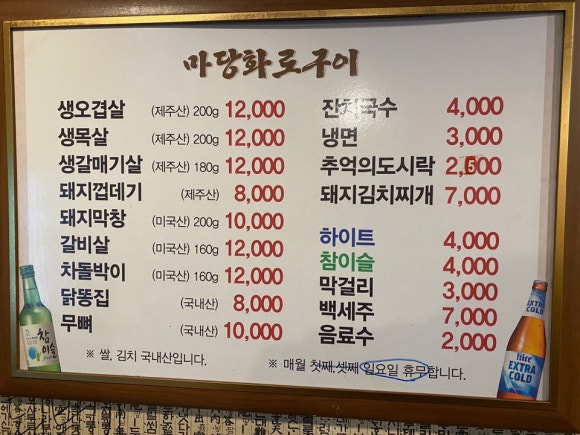 마당화로구이
생오겹살 (제주산) 200g 12,000
생목살 (제주산) 200g 12,000
생갈매기살 (제주산) 180g 12,000
돼지껍데기 (제주산) 8,000
돼지막창 (미국산) 200g 10,000
갈비살 (미국산) 160g 12,000
차돌박이 (미국산) 160g 12,000
닭똥집 (국내산) 8,000
무뼈 (국내산) 10,000
※ 쌀, 김치 국내산입니다.
잔치국수 4,000
냉면 3,000
추억의도시락 2,500
돼지김치찌개 7,000
하이트 4,000
참이슬 4,000
막걸리 3,000
백세주 7,000
음료수 2,000
※ 매월 첫째,셋째 일요일 휴무합니다.
참이슬
EXTRA
COLD
hite
EXTRA
COLD